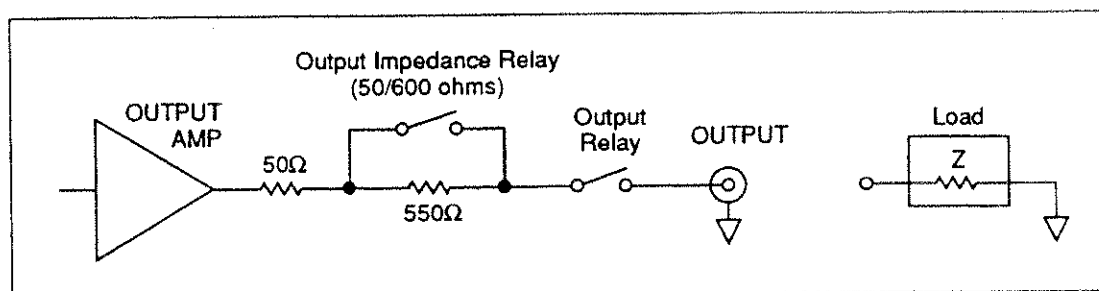 Output Impedance Relay
(50/600 ohms)
OUTPUT
AMP
50Ω
550Ω
Output
Relay
OUTPUT
Load
Z